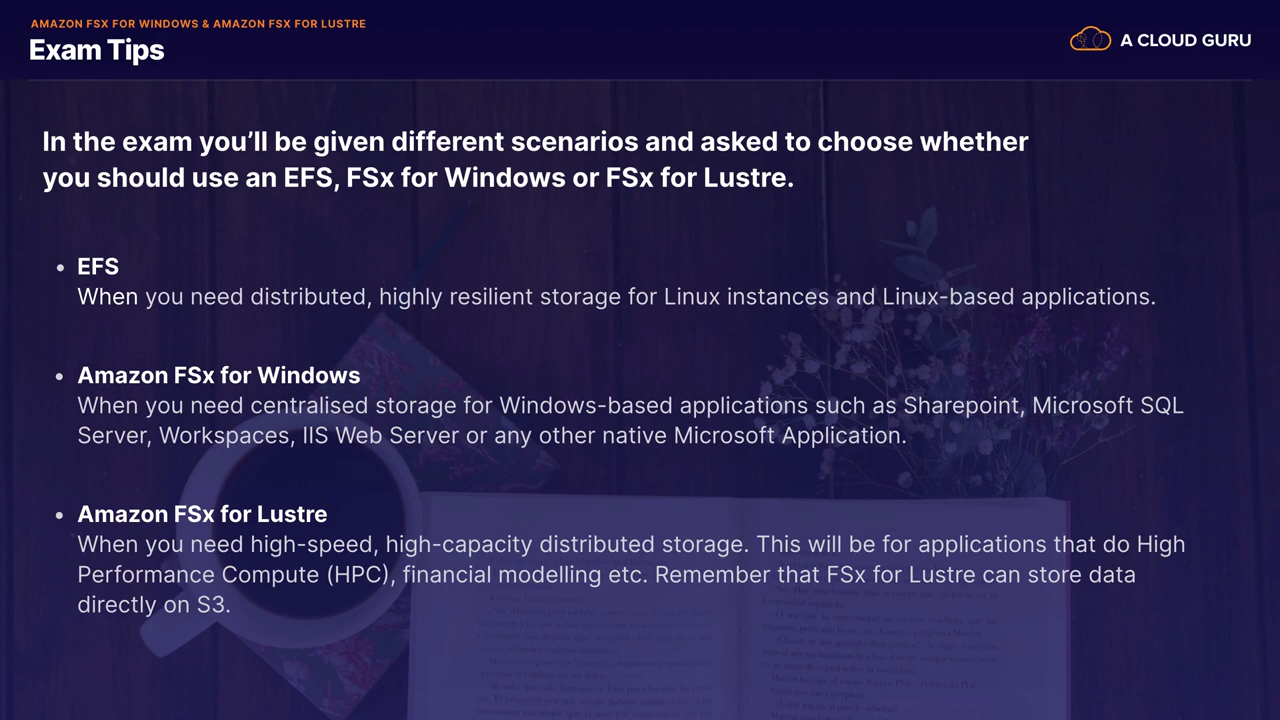 AMAZON FSX FOR WINDOWS & AMAZON FSX FOR LUSTRE
Exam Tips
A CLOUD GURU
In the exam you’ll be given different scenarios and asked to choose whether
you should use an EFS, FSx for Windows or FSx for Lustre.
• EFS
When you need distributed, highly resilient storage for Linux instances and Linux-based applications.
• Amazon FSx for Windows
When you need centralised storage for Windows-based applications such as Sharepoint, Microsoft SQL
Server, Workspaces, IIS Web Server or any other native Microsoft Application.
• Amazon FSx for Lustre
When you need high-speed, high-capacity distributed storage. This will be for applications that do High
Performance Compute (HPC), financial modelling etc. Remember that FSx for Lustre can store data
directly on S3.